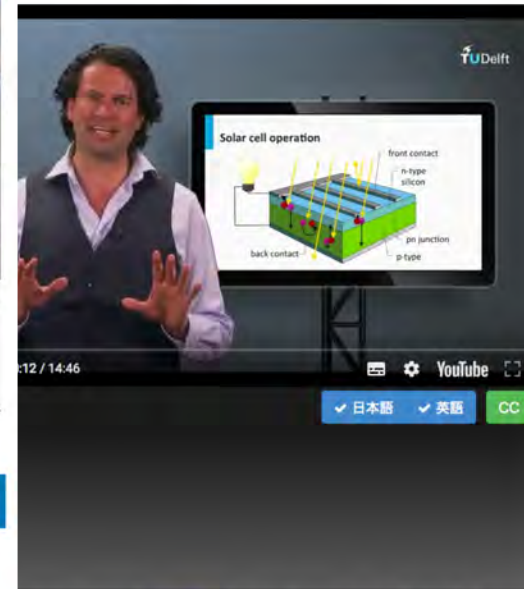 TUDelft
Solar cell operation
front contact
n-type
silicon
pn junction
p-type
back contact
:12 / 14:46
YouTube
日本語
英語
CC